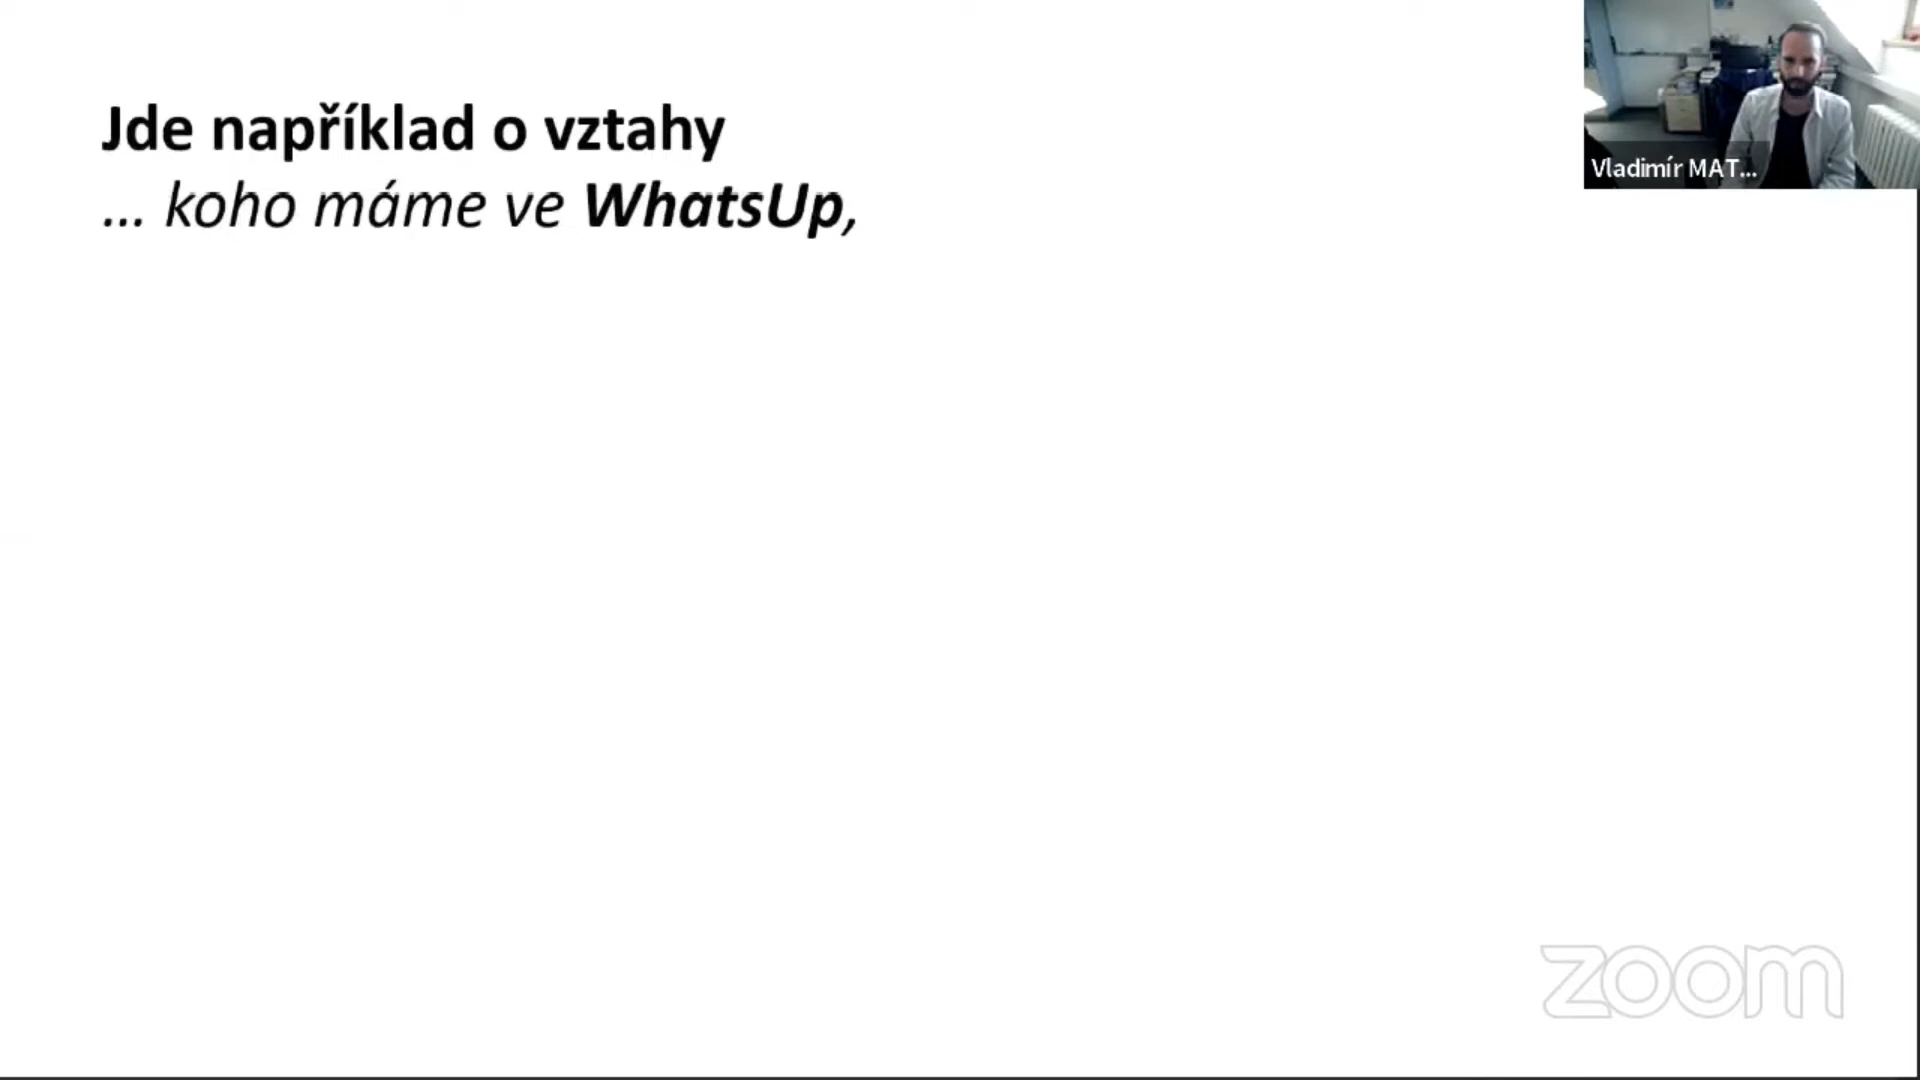 Jde například o vztahy
... koho máme ve WhatsUp,
Vladimír MAT...
zoom